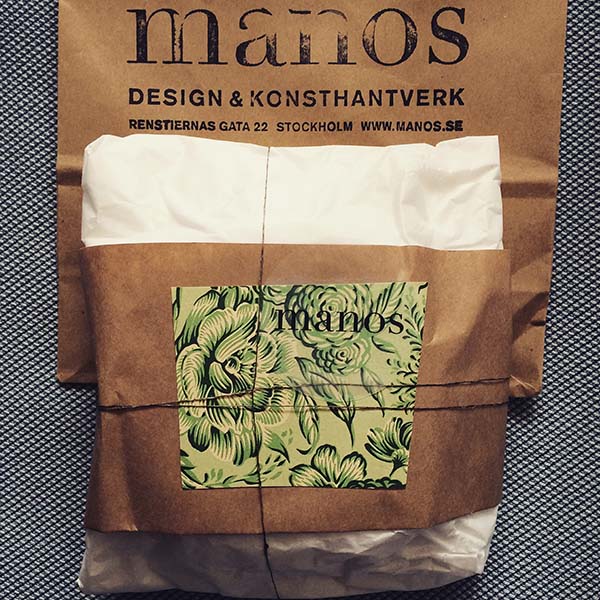 manos
DESIGN & KONSTHANTVERK
RENSTIERNAS GATA 22 STOCKHOLM WWW.MANOS.SE
manos